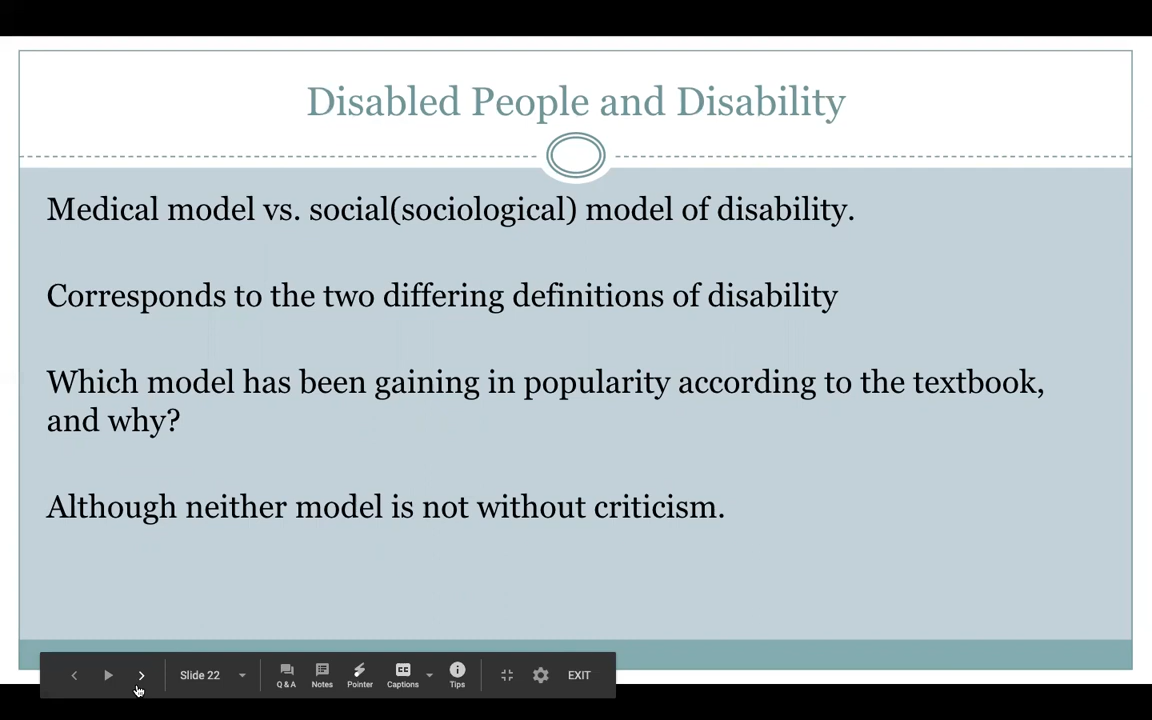 Disabled People and Disability
Medical model vs. social(sociological) model of disability.
Corresponds to the two differing definitions of disability
Which model has been gaining in popularity according to the textbook,
and why?
Although neither model is not without criticism.
Slide 22
Q & A
Notes
Pointer
CC
Captions
Tips
EXIT